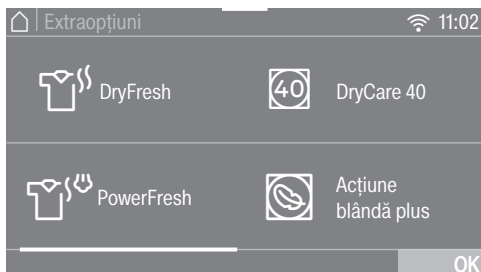 Extraopțiuni
11:02
DryFresh
40
DryCare 40
PowerFresh
Acțiune
blândă plus
OK